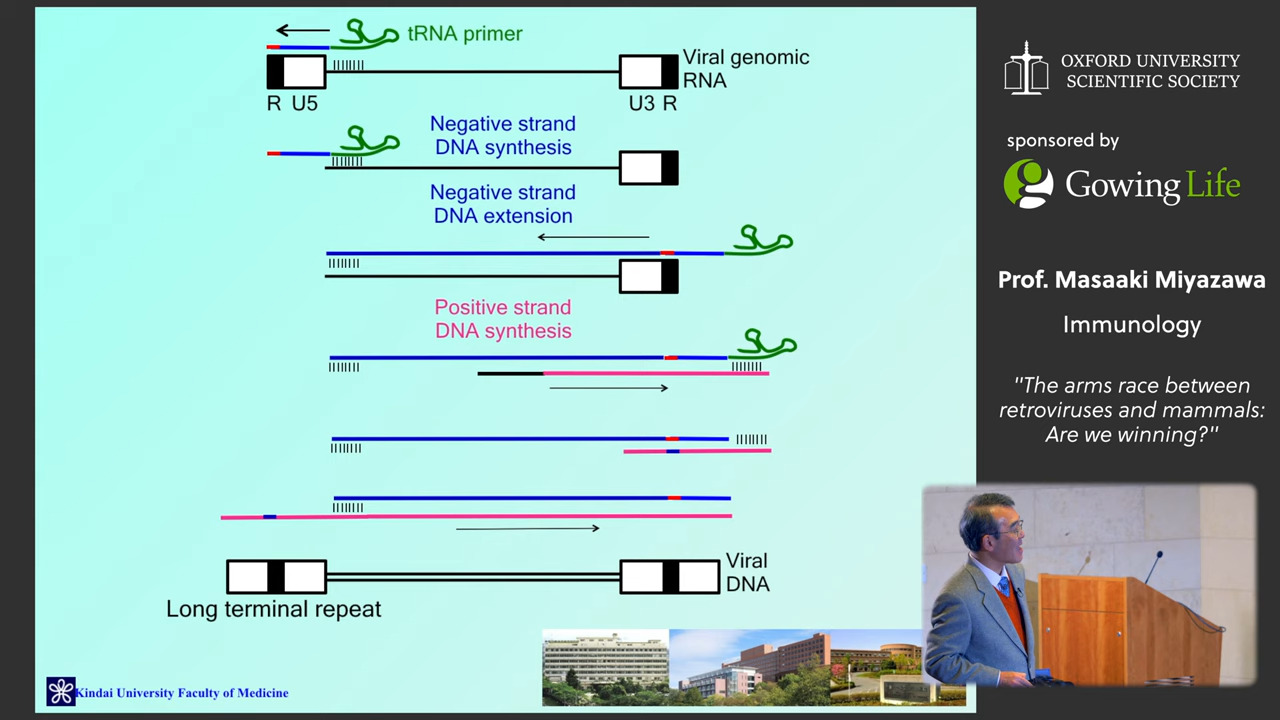 tRNA primer
Viral genomic
RNA
R U5
U3 R
Negative strand
DNA synthesis
Negative strand
DNA extension
Positive strand
DNA synthesis
Viral
DNA
Long terminal repeat
Kindai University Faculty of Medicine
OXFORD UNIVERSITY
SCIENTIFIC SOCIETY
sponsored by
Gowing Life
Prof. Masaaki Miyazawa
Immunology
"The arms race between
retroviruses and mammals:
Are we winning?"